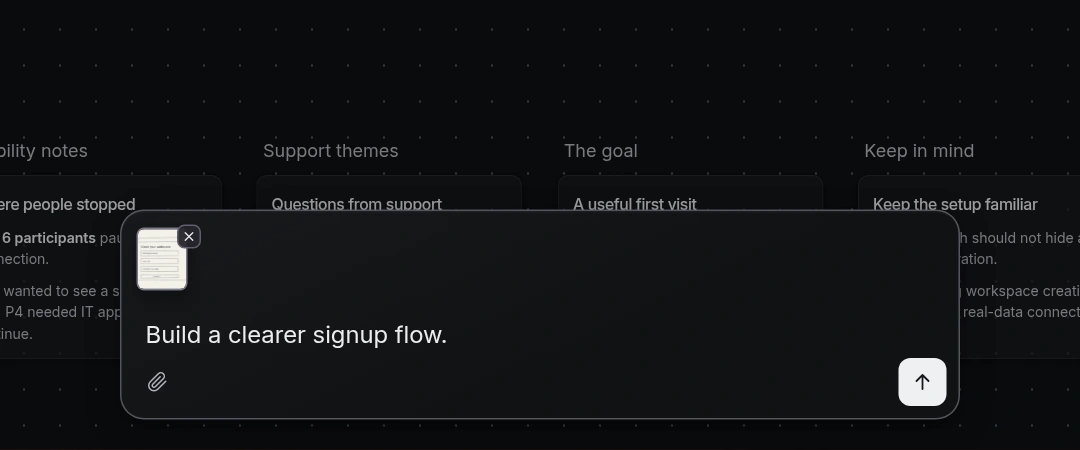 bility notes
Support themes
The goal
Keep in mind
ere people stopped
Questions from support
A useful first visit
Keep the setup familiar
6 participants
h should not hide
nection.
ation.
wanted to see a s
workspace creati
P4 needed IT app
real-data connect
tinue.
Build a clearer signup flow.